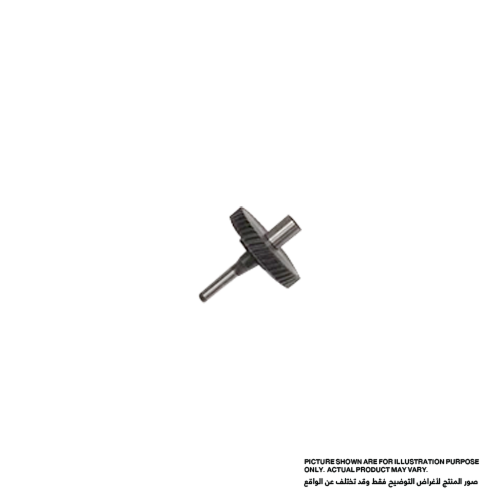 PICTURE SHOWN ARE FOR ILLUSTRATION PURPOSE
ONLY. ACTUAL PRODUCT MAY VARY.
صور المنتج لأغراض التوضيح فقط وقد تختلف عن الواقع